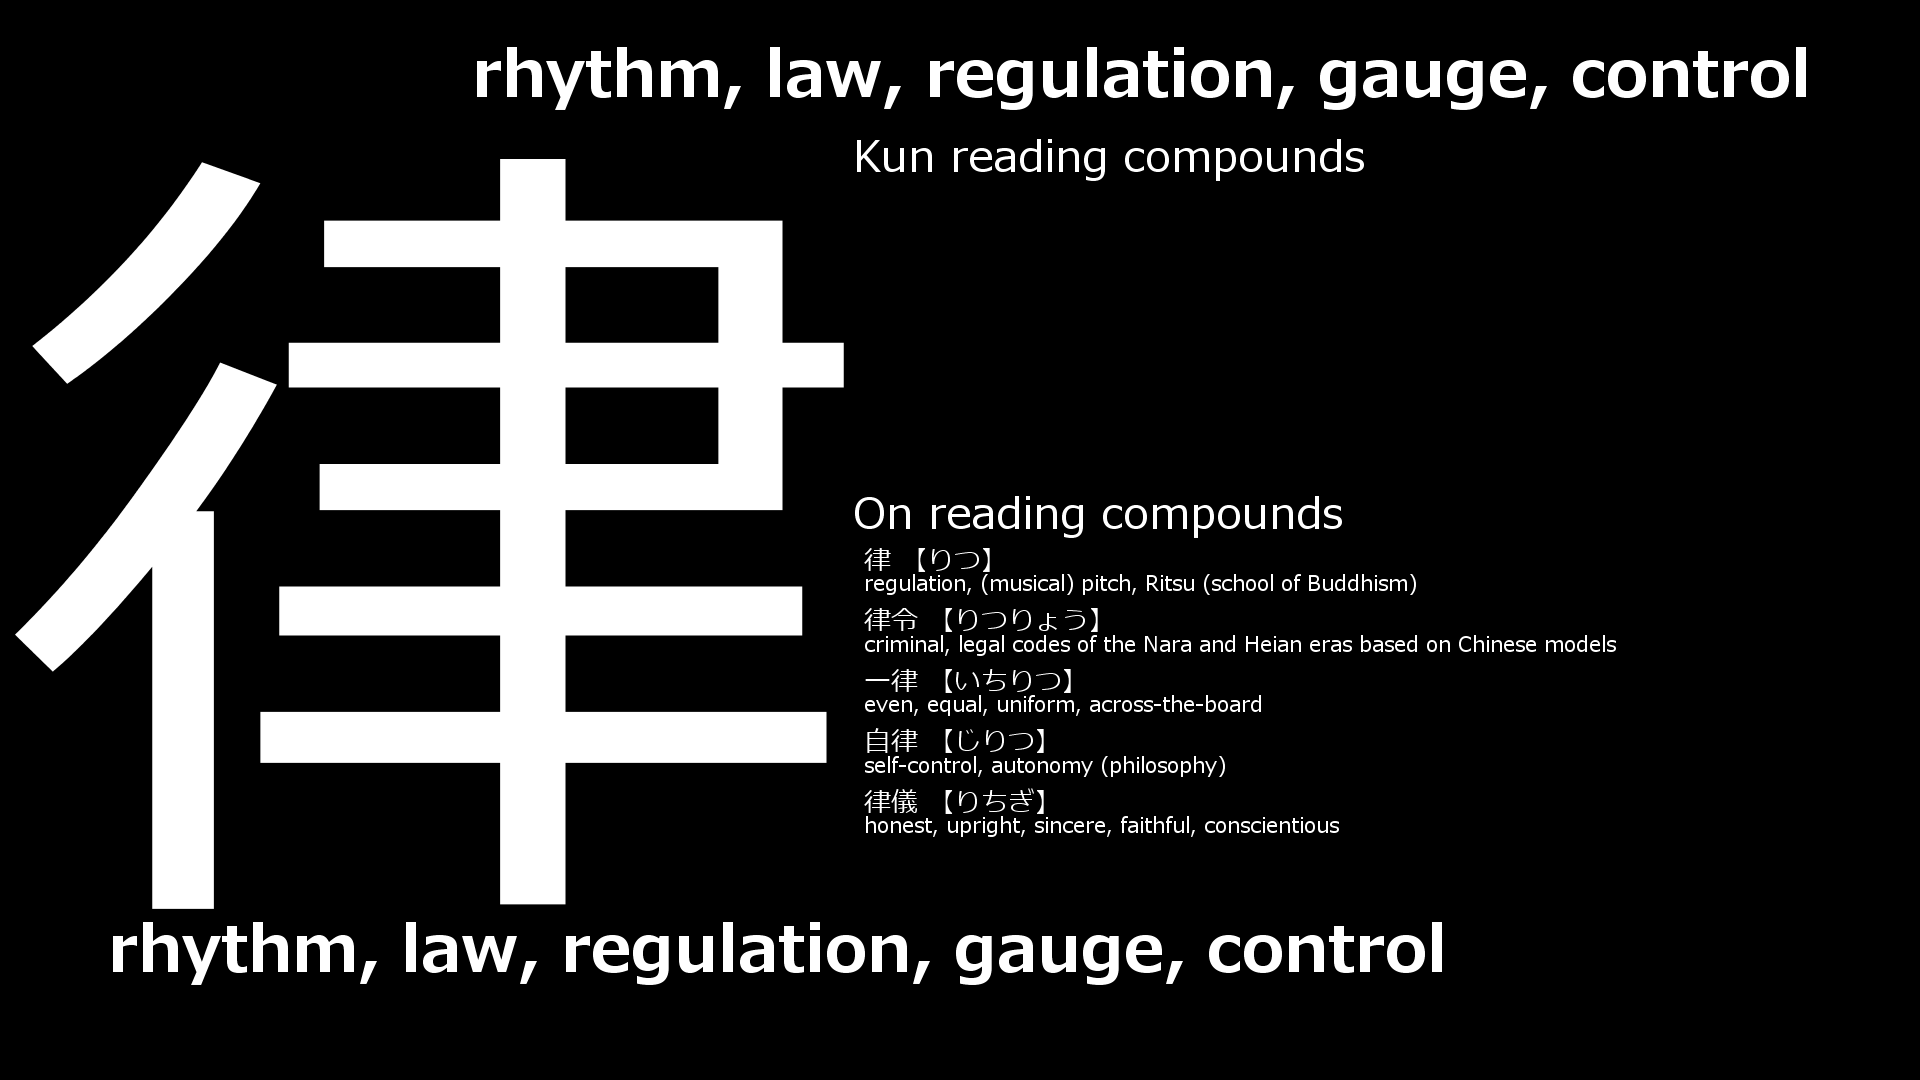 rhythm, law, regulation, gauge, control
律
Kun reading compounds
On reading compounds
律 【りつ】
regulation, (musical) pitch, Ritsu (school of Buddhism)
律令 【りつりょう】
criminal, legal codes of the Nara and Heian eras based on Chinese models
一律 【いちりつ】
even, equal, uniform, across-the-board
自律 【じりつ】
self-control, autonomy (philosophy)
律儀 【りちぎ】
honest, upright, sincere, faithful, conscientious
rhythm, law, regulation, gauge, control